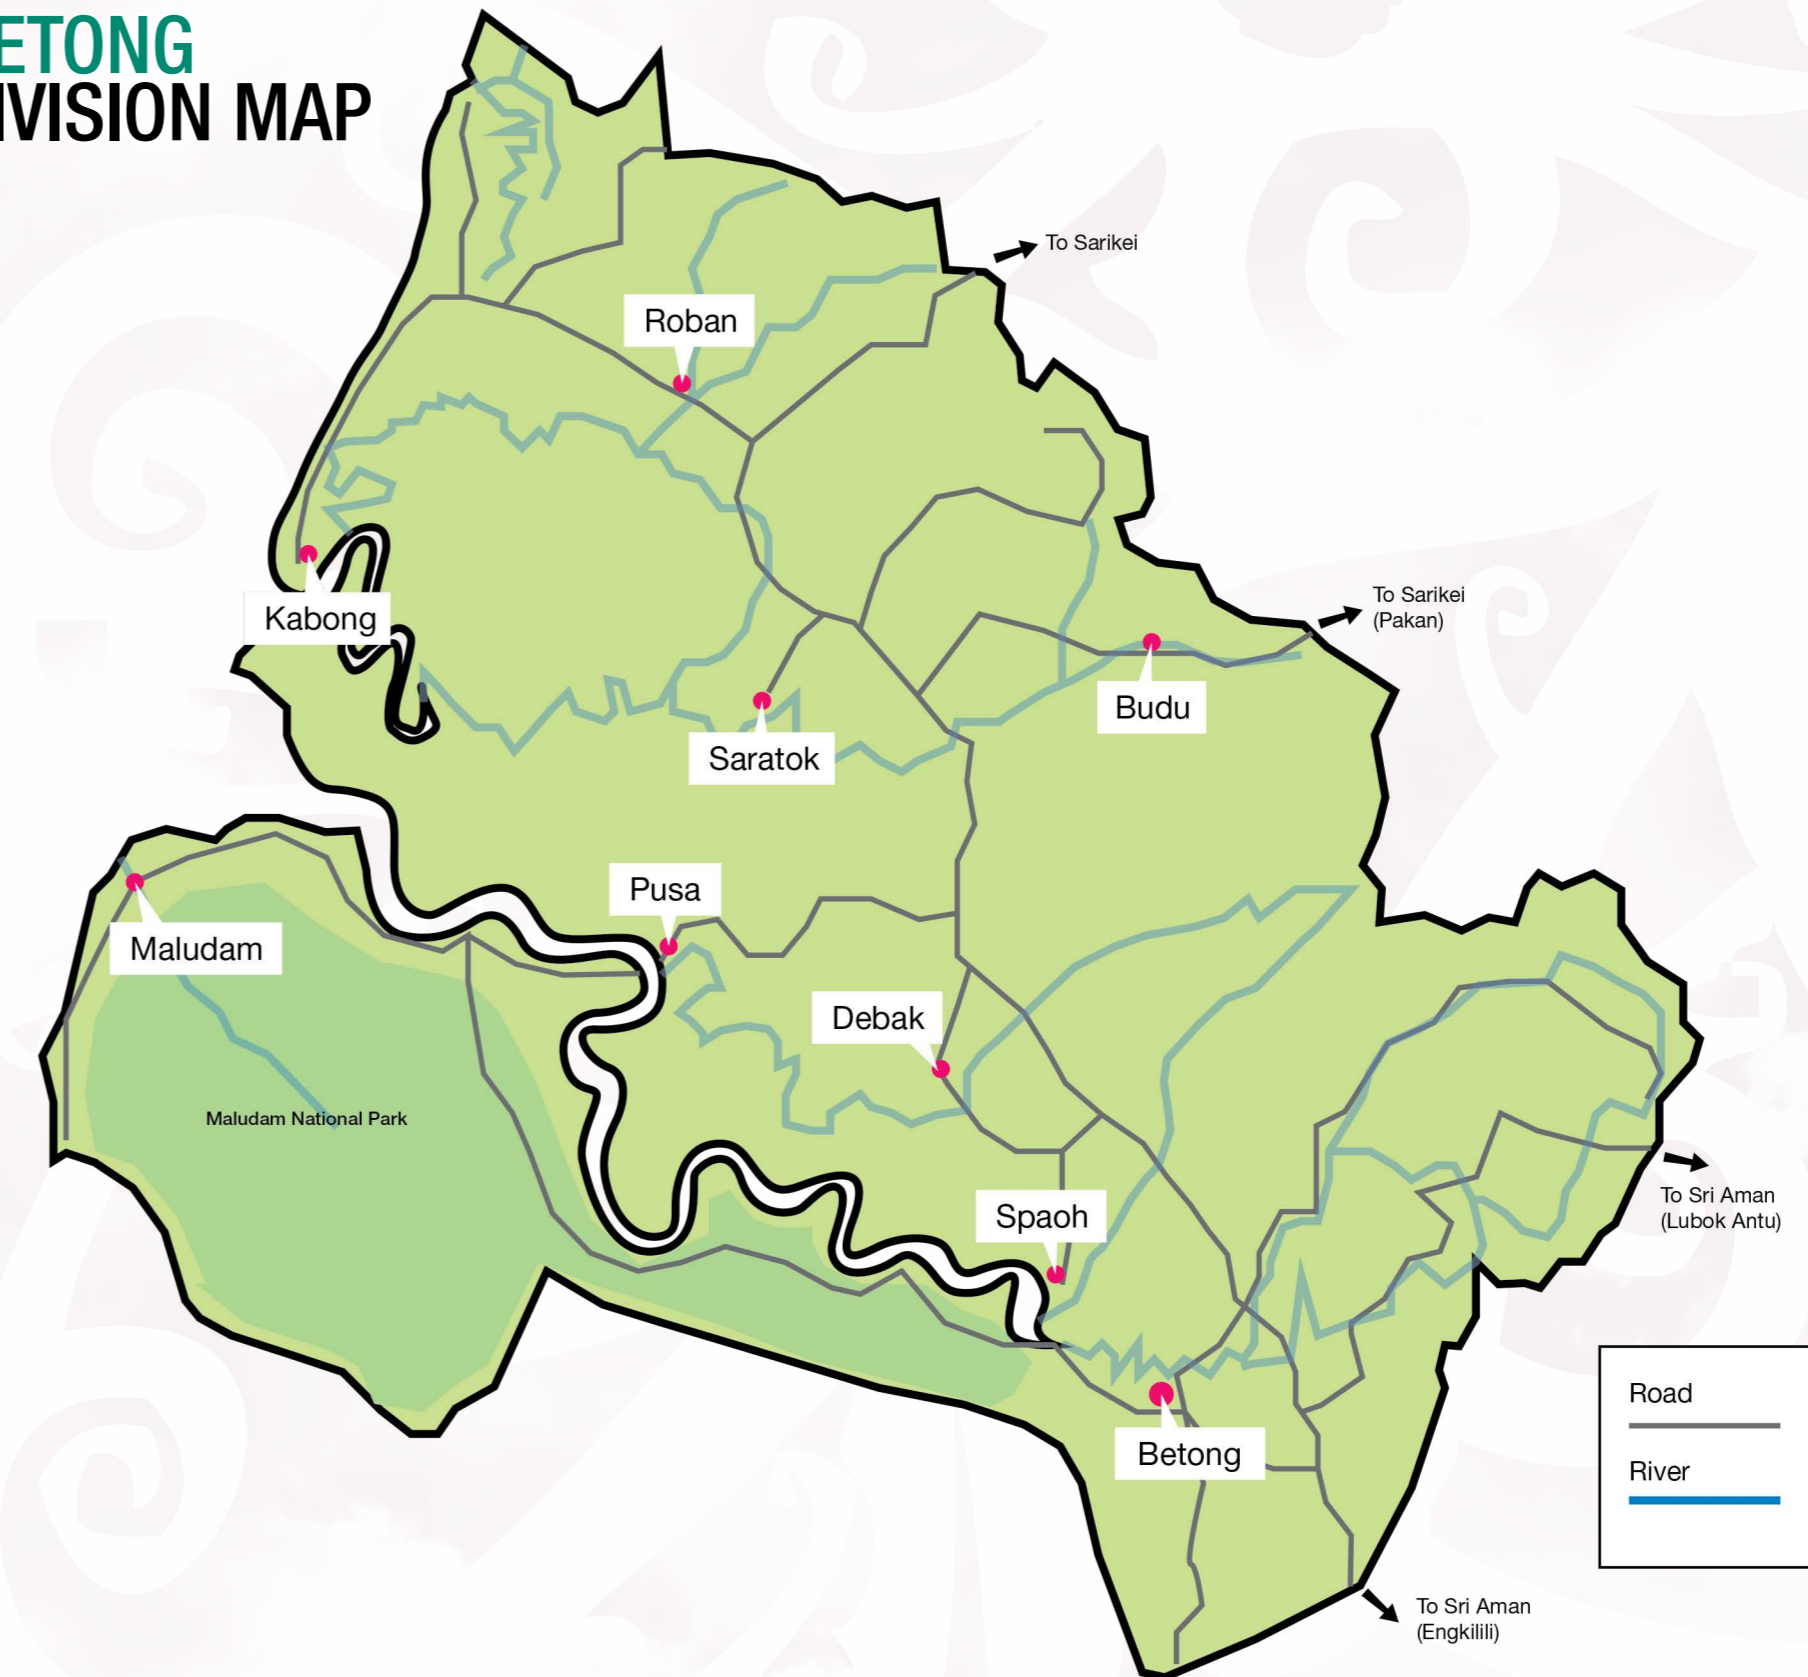 ETONG
IVISION MAP
To Sarikei
Roban
To Sarikei
(Pakan)
Kabong
Budu
Saratok
Pusa
Maludam
Debak
Maludam National Park
To Sri Aman
(Lubok Antu)
Spaoh
Road
Betong
River
To Sri Aman
(Engkilili)